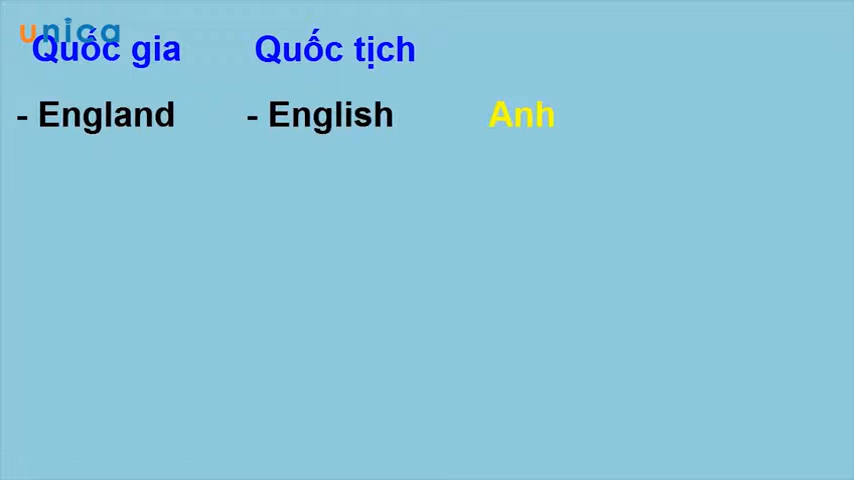 unica
Quốc gia Quốc tịch
- England - English Anh